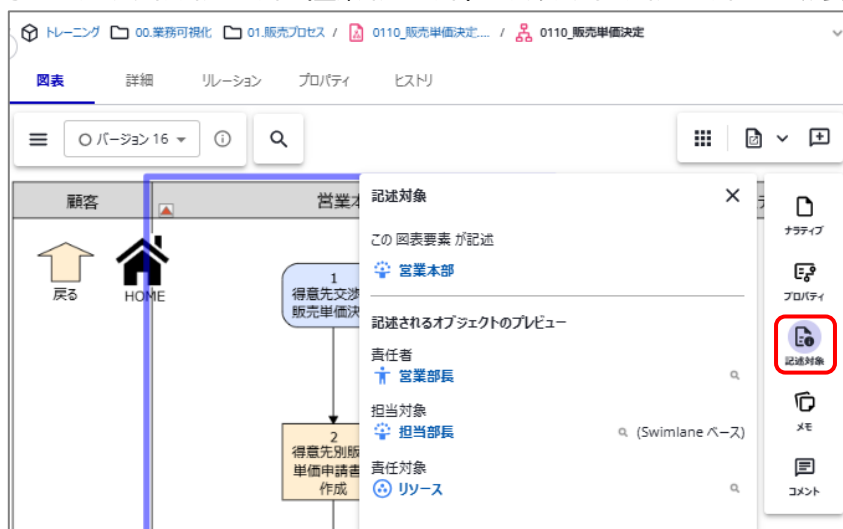 トレーニング 00.業務可視化 01.販売プロセス / 0110_販売単価決定.... / 0110_販売単価決定
図表 詳細 リレーション プロパティ ヒストリ
バージョン 16
顧客
営業本
戻る
HOME
1
得意先交渉
販売単価決
2
得意先別販
単価申請書
作成
記述対象
この 図表要素 が記述
営業本部
記述されるオブジェクトのプレビュー
責任者
営業部長
担当対象
担当部長 (Swimlane ベース)
責任対象
リソース
ナラティブ
プロパティ
記述対象
メモ
コメント